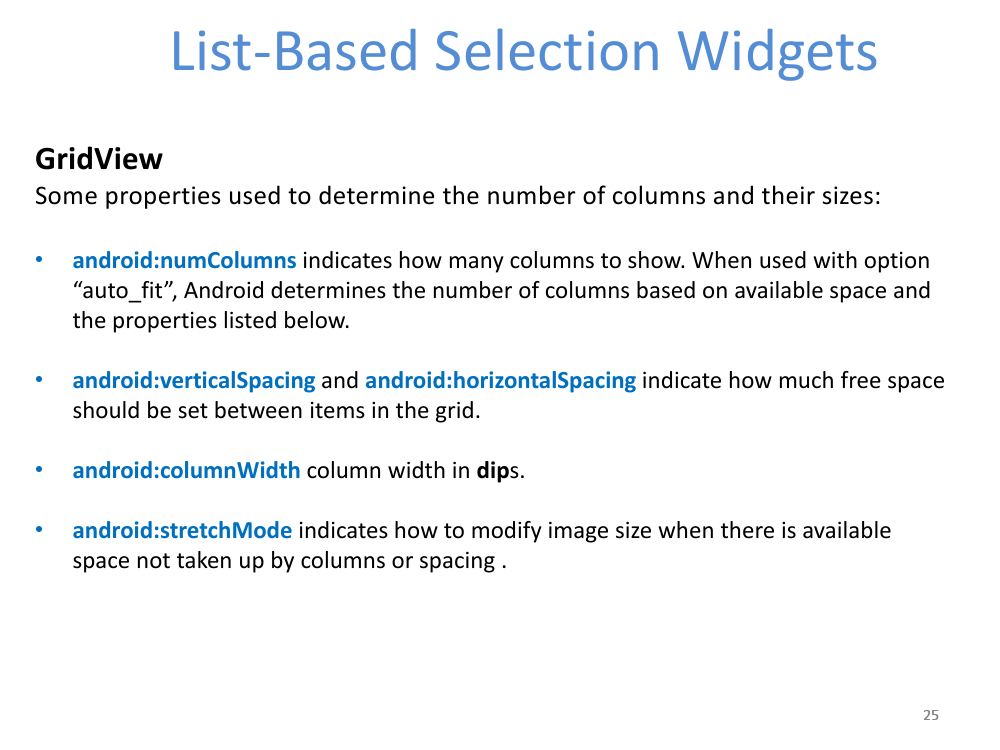 List-Based Selection Widgets
GridView
Some properties used to determine the number of columns and their sizes:
• android:numColumns indicates how many columns to show. When used with option
“auto_fit”, Android determines the number of columns based on available space and
the properties listed below.
• android:verticalSpacing and android:horizontalSpacing indicate how much free space
should be set between items in the grid.
• android:columnWidth column width in dips.
• android:stretchMode indicates how to modify image size when there is available
space not taken up by columns or spacing .
25